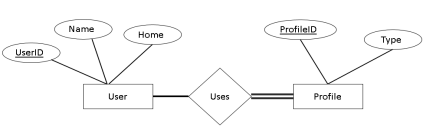 Name
Home
UserID
ProfileID
Type
User
Uses
Profile